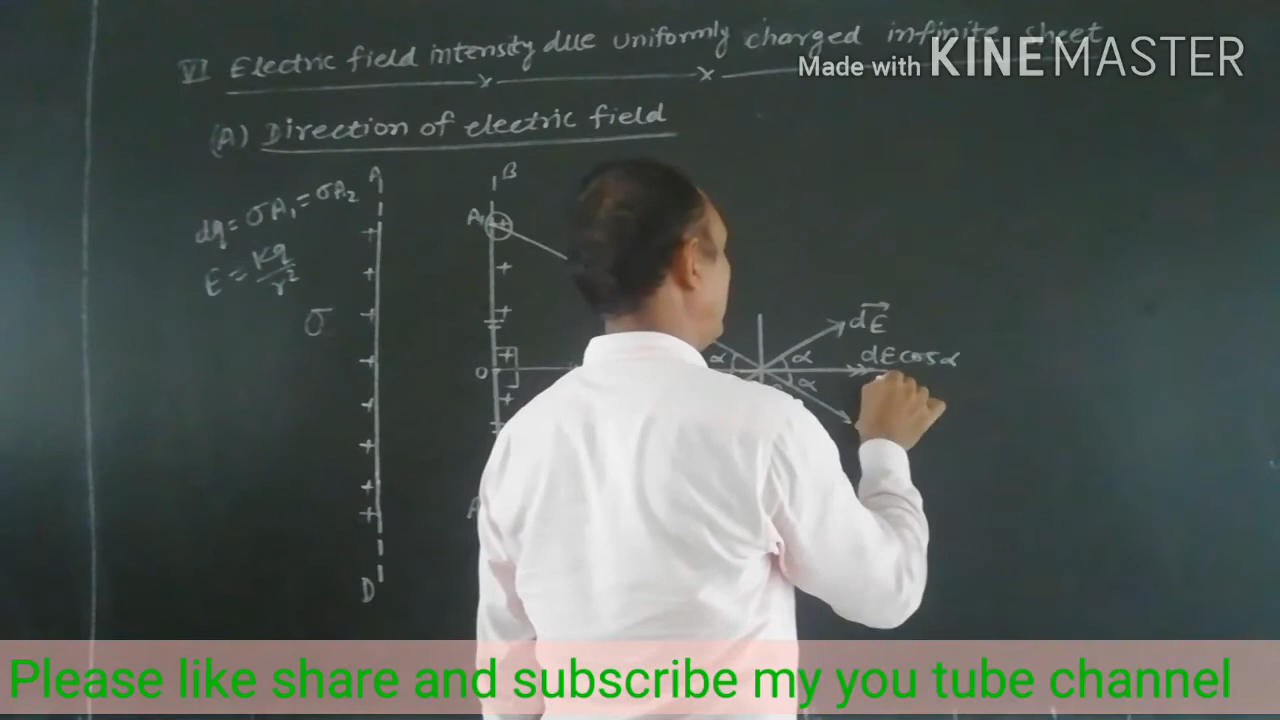 VI Electric field intensity due uniformly charged infinite sheet
Made with KINEMASTER
(A) Direction of electric field
A
B
dq = σA₁ = σA₂
A₁
E = Kq/r²
σ
dE⃗
α α dE cos α
O
α
A
D
Please like share and subscribe my you tube channel